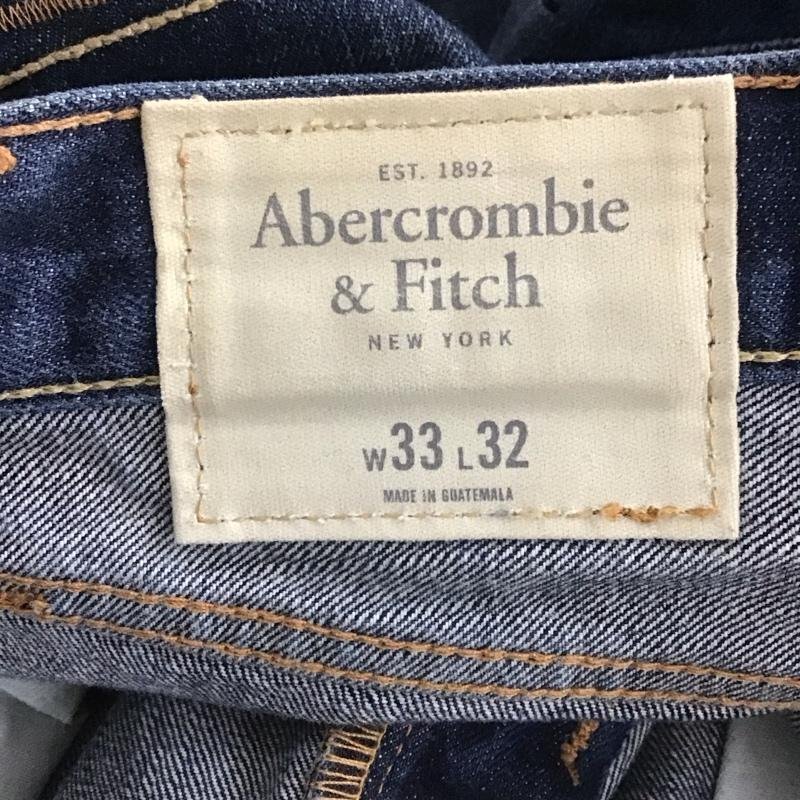 EST. 1892
Abercrombie
& Fitch
NEW YORK
W33 L32
MADE IN GUATEMALA